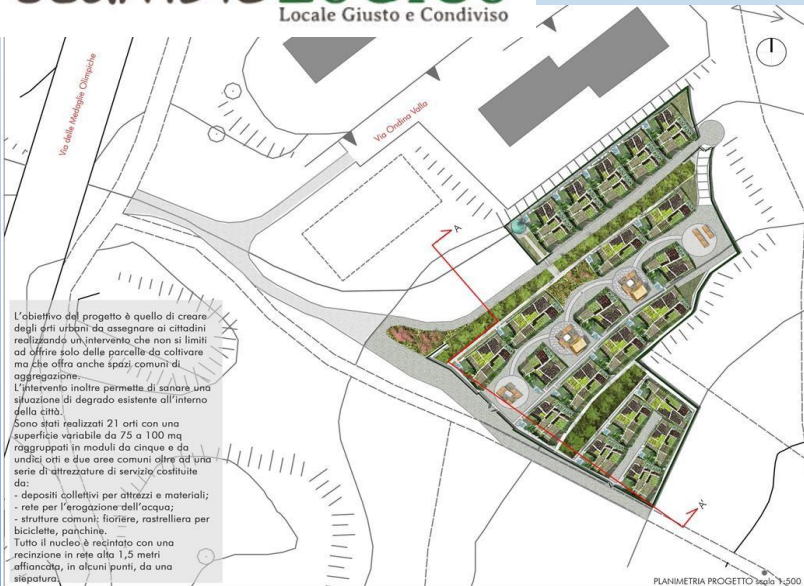 Locale Giusto e Condiviso
Via delle Medaglie Olimpiche
Via Ondina Valla
A
A'
L'obiettivo del progetto è quello di creare
degli orti urbani da assegnare ai cittadini
realizzando un intervento che non si limiti
ad offrire solo delle parcelle da coltivare
ma che offra anche spazi comuni di
aggregazione.
L'intervento inoltre permette di sanare una
situazione di degrado esistente all'interno
della città.
Sono stati realizzati 21 orti con una
superficie variabile da 75 a 100 mq
raggruppati in moduli da cinque e da
undici orti e due aree comuni oltre ad una
serie di attrezzature di servizio costituite
da:
- depositi collettivi per attrezzi e materiali;
- rete per l'erogazione dell'acqua;
- strutture comuni: fioriere, rastrelliera per
biciclette, panchine.
Tutto il nucleo è recintato con una
recinzione in rete alta 1,5 metri
affiancata, in alcuni punti, da una
siepatura.
PLANIMETRIA PROGETTO scala